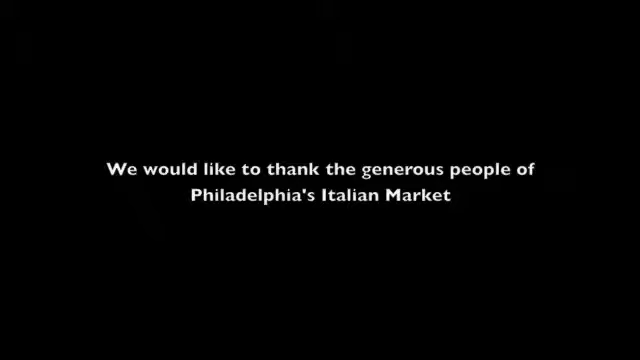 We would like to thank the generous people of
Philadelphia's Italian Market